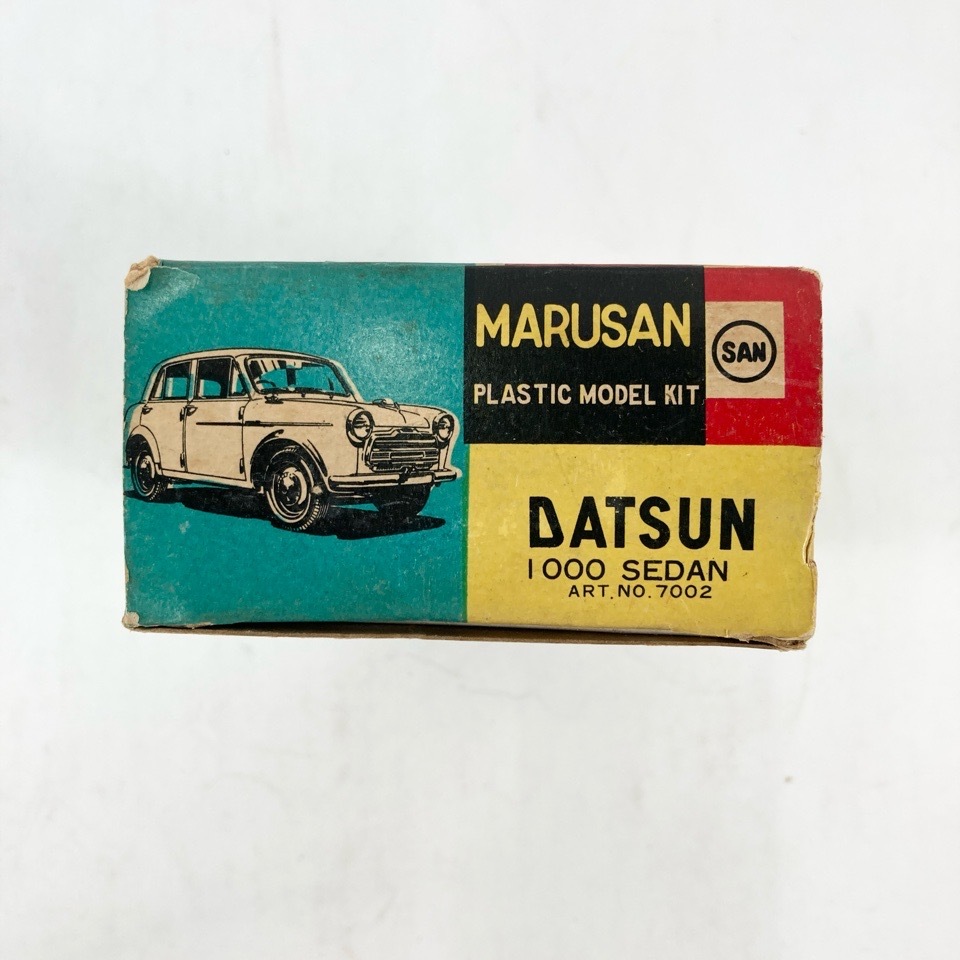 MARUSAN
SAN
PLASTIC MODEL KIT
DATSUN
1000 SEDAN
ART. NO. 7002